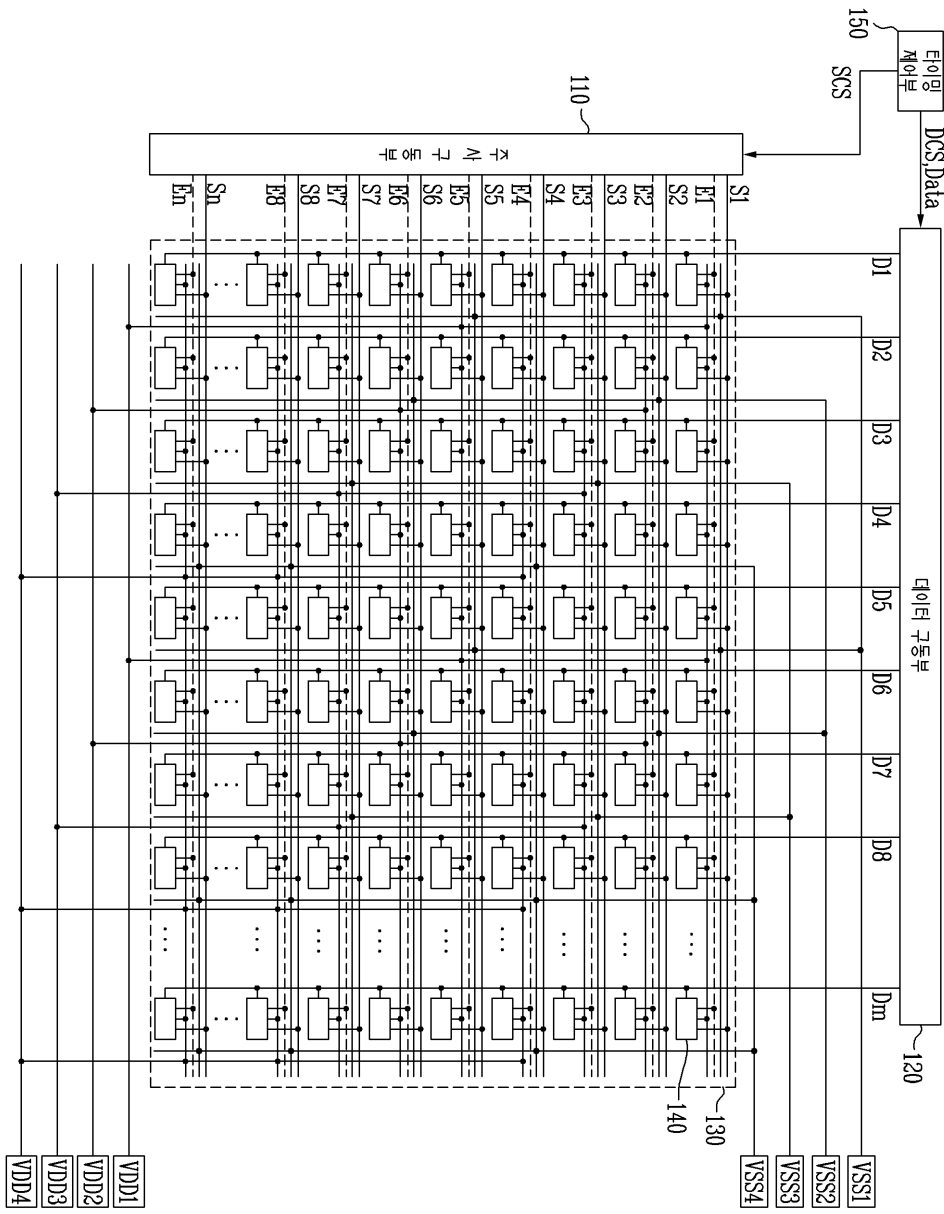 150
타이밍
제어부
DCS,Data
데이터 구동부
120
SCS
D1 D2 D3 D4 D5 D6 D7 D8 Dm
VSS1
VSS2
VSS3
VSS4
110
주사 구동부
S1
E1
S2
E2
S3
E3
S4
E4
S5
E5
S6
E6
S7
E7
S8
E8
Sn
En
130
140
VDD1
VDD2
VDD3
VDD4